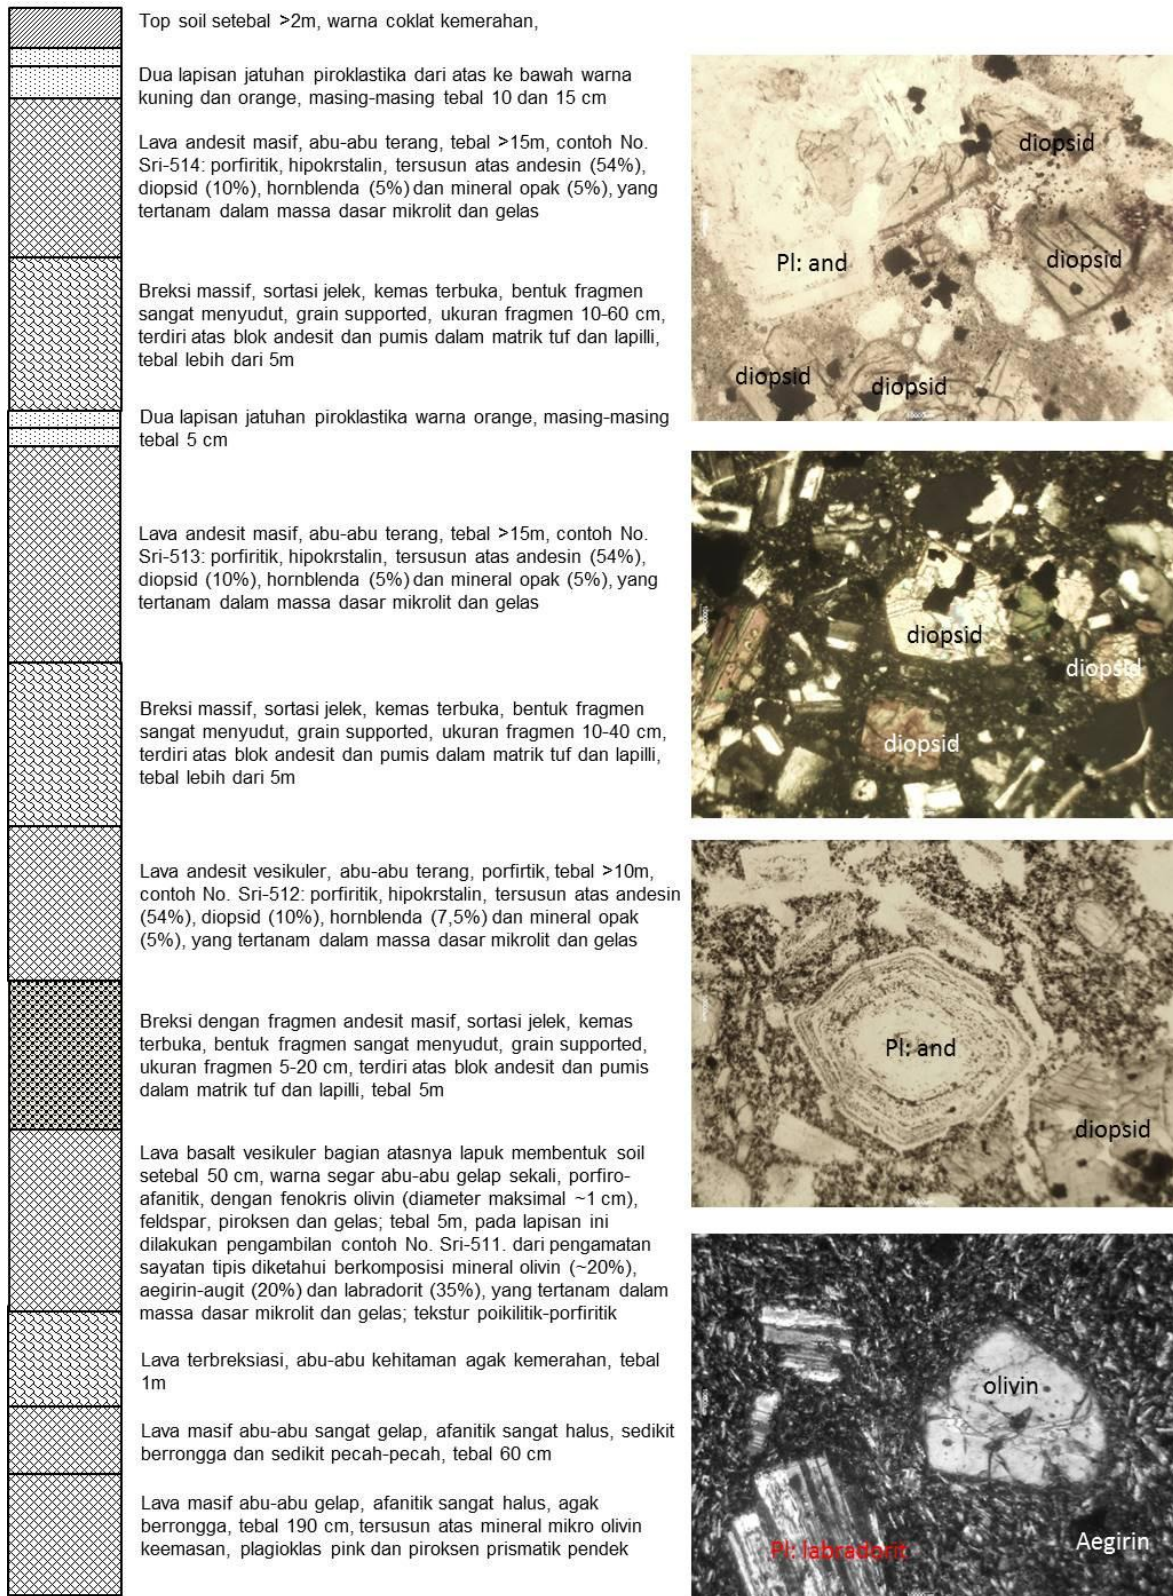 Top soil setebal >2m, warna coklat kemerahan,
Dua lapisan jatuhan piroklastika dari atas ke bawah warna
kuning dan orange, masing-masing tebal 10 dan 15 cm
Lava andesit masif, abu-abu terang, tebal >15m, contoh No.
Sri-514: porfiritik, hipokrstalin, tersusun atas andesin (54%),
diopsid (10%), hornblenda (5%) dan mineral opak (5%), yang
tertanam dalam massa dasar mikrolit dan gelas
Breksi massif, sortasi jelek, kemas terbuka, bentuk fragmen
sangat menyudut, grain supported, ukuran fragmen 10-60 cm,
terdiri atas blok andesit dan pumis dalam matrik tuf dan lapilli,
tebal lebih dari 5m
Dua lapisan jatuhan piroklastika warna orange, masing-masing
tebal 5 cm
Lava andesit masif, abu-abu terang, tebal >15m, contoh No.
Sri-513: porfiritik, hipokrstalin, tersusun atas andesin (54%),
diopsid (10%), hornblenda (5%) dan mineral opak (5%), yang
tertanam dalam massa dasar mikrolit dan gelas
Breksi massif, sortasi jelek, kemas terbuka, bentuk fragmen
sangat menyudut, grain supported, ukuran fragmen 10-40 cm,
terdiri atas blok andesit dan pumis dalam matrik tuf dan lapilli,
tebal lebih dari 5m
Lava andesit vesikuler, abu-abu terang, porfirtik, tebal >10m,
contoh No. Sri-512: porfiritik, hipokrstalin, tersusun atas andesin
(54%), diopsid (10%), hornblenda (7,5%) dan mineral opak
(5%), yang tertanam dalam massa dasar mikrolit dan gelas
Breksi dengan fragmen andesit masif, sortasi jelek, kemas
terbuka, bentuk fragmen sangat menyudut, grain supported,
ukuran fragmen 5-20 cm, terdiri atas blok andesit dan pumis
dalam matrik tuf dan lapilli, tebal 5m
Lava basalt vesikuler bagian atasnya lapuk membentuk soil
setebal 50 cm, warna segar abu-abu gelap sekali, porfiro-
afanitik, dengan fenokris olivin (diameter maksimal ~1 cm),
feldspar, piroksen dan gelas; tebal 5m, pada lapisan ini
dilakukan pengambilan contoh No. Sri-511. dari pengamatan
sayatan tipis diketahui berkomposisi mineral olivin (~20%),
aegirin-augit (20%) dan labradorit (35%), yang tertanam dalam
massa dasar mikrolit dan gelas; tekstur poikilitik-porfiritik
Lava terbreksiasi, abu-abu kehitaman agak kemerahan, tebal
1m
Lava masif abu-abu sangat gelap, afanitik sangat halus, sedikit
berrongga dan sedikit pecah-pecah, tebal 60 cm
Lava masif abu-abu gelap, afanitik sangat halus, agak
berrongga, tebal 190 cm, tersusun atas mineral mikro olivin
keemasan, plagioklas pink dan piroksen prismatik pendek
diopsid
Pl: and
diopsid
diopsid
diopsid
diopsid
diopsid
diopsid
Pl: and
diopsid
olivin
Aegirin
Pl: labradorit